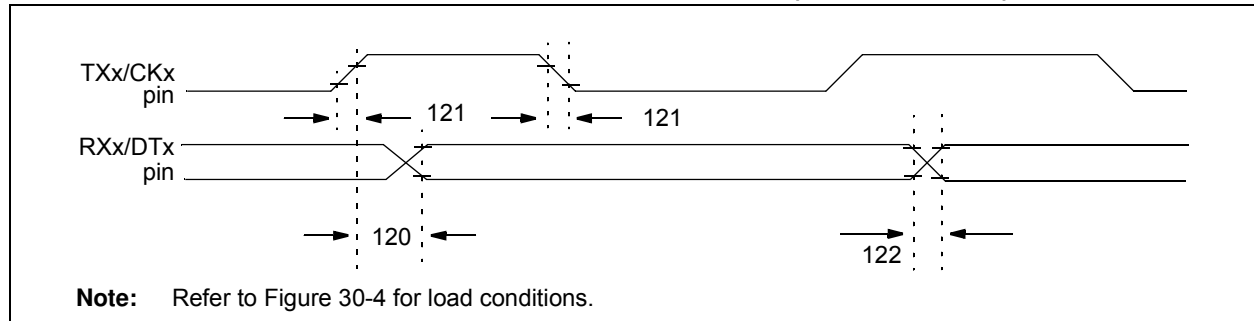 TXx/CKx
pin
121
121
RXx/DTx
pin
120
122
Note: Refer to Figure 30-4 for load conditions.